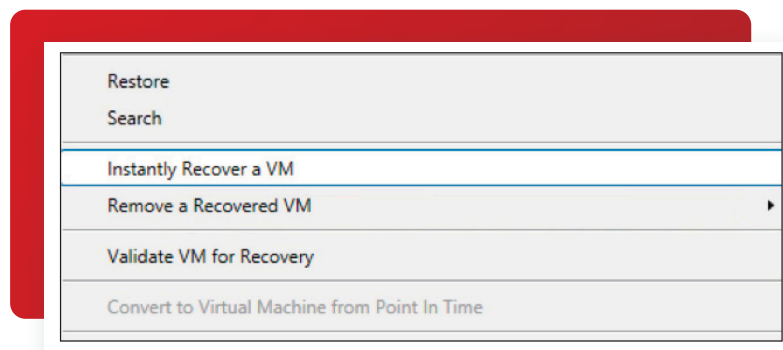 Restore
Search
Instantly Recover a VM
Remove a Recovered VM
Validate VM for Recovery
Convert to Virtual Machine from Point In Time